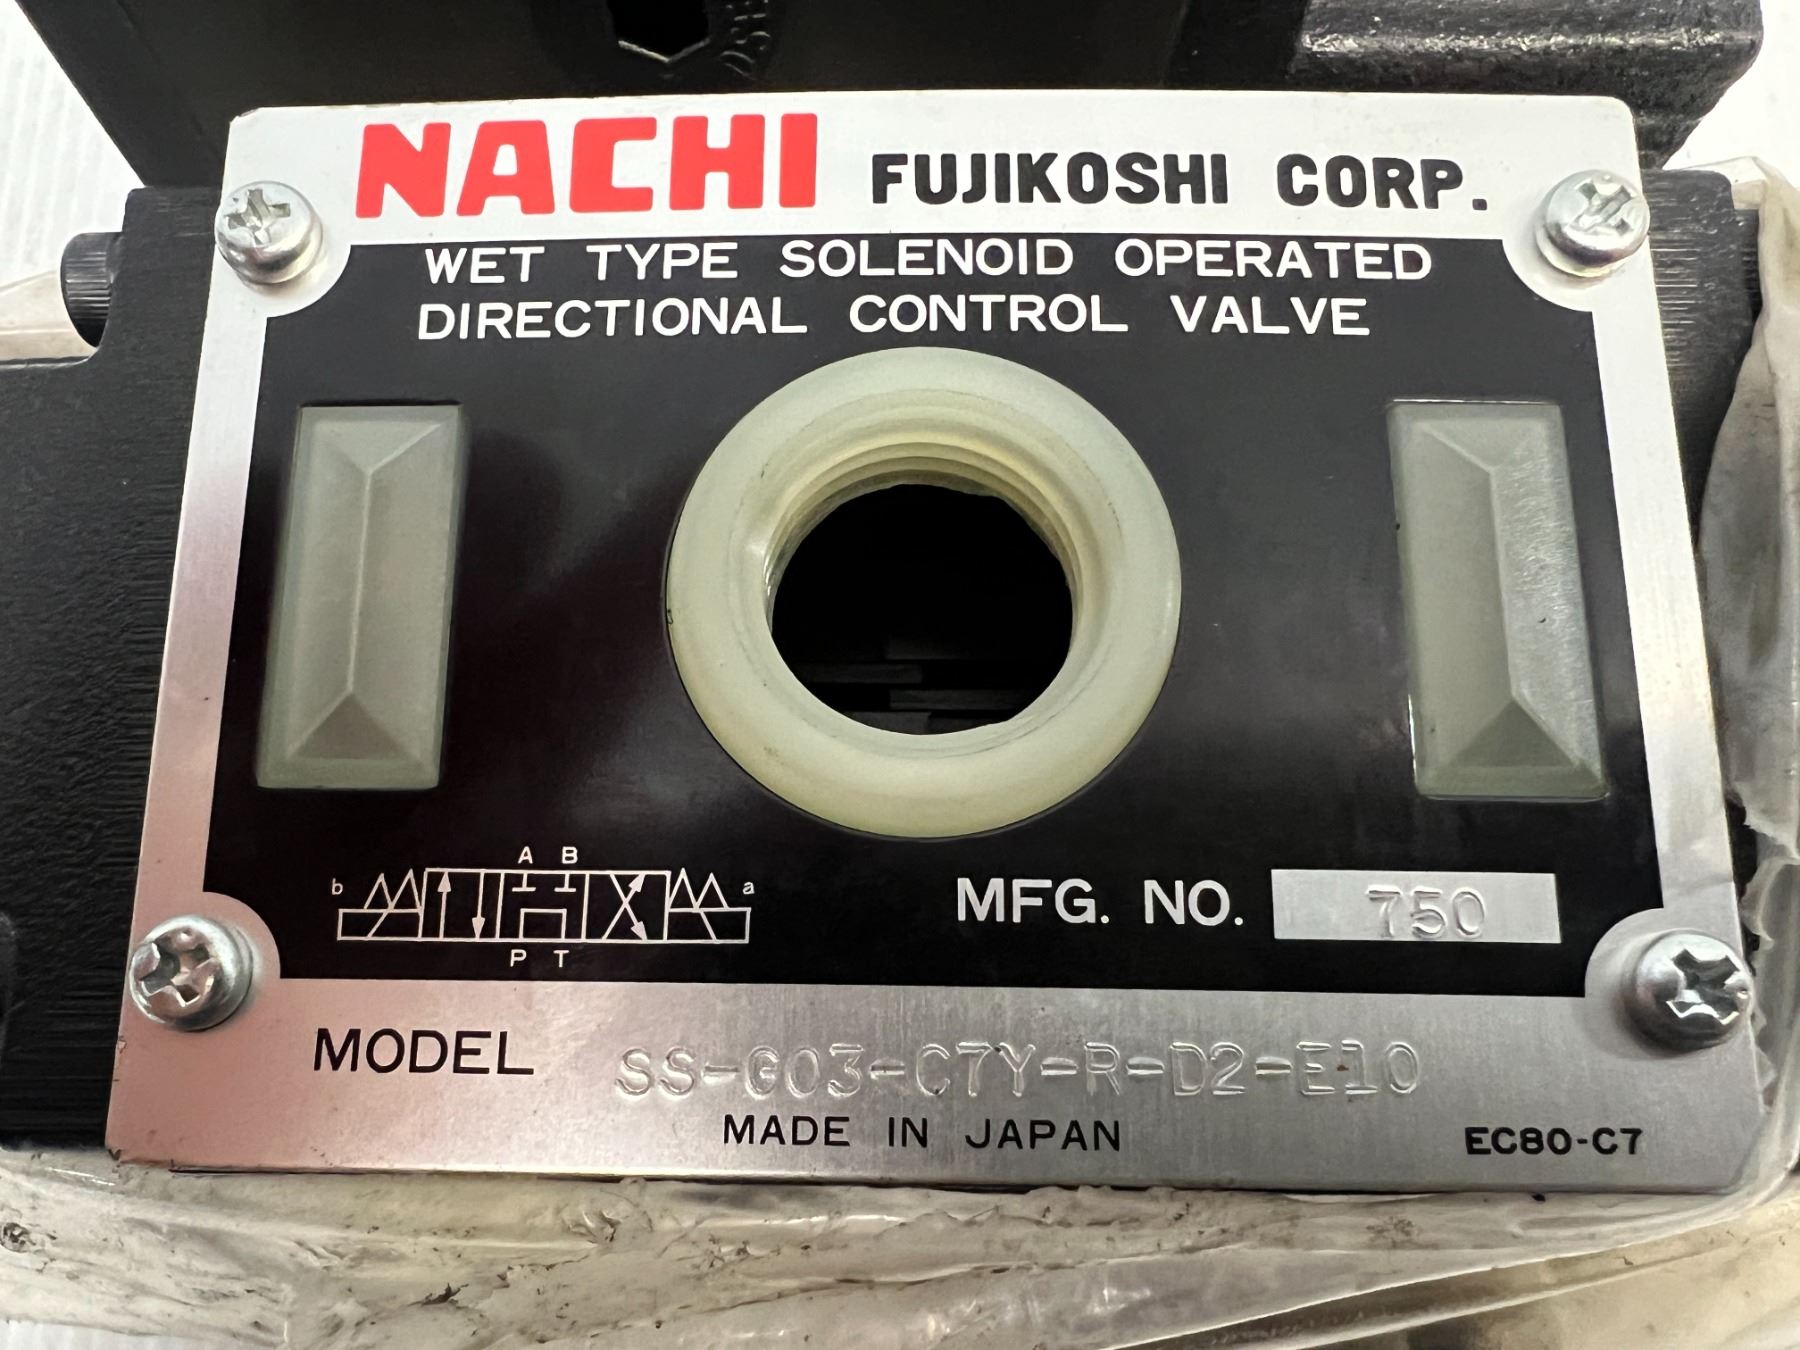 NACHI FUJIKOSHI CORP.
WET TYPE SOLENOID OPERATED
DIRECTIONAL CONTROL VALVE
A B
b a
P T
MFG. NO. 750
MODEL SS-G03-C7Y-R-D2-E10
MADE IN JAPAN
EC80-C7